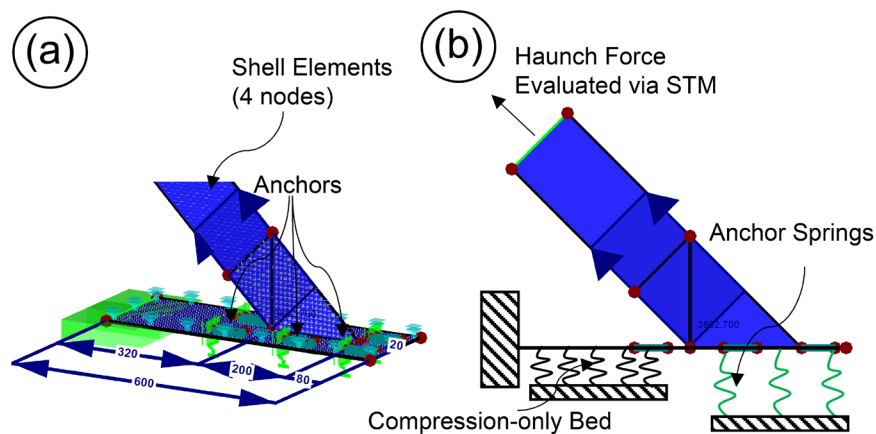 (a)
Shell Elements
(4 nodes)
Anchors
320
200
80
20
600
(b)
Haunch Force
Evaluated via STM
Anchor Springs
Compression-only Bed